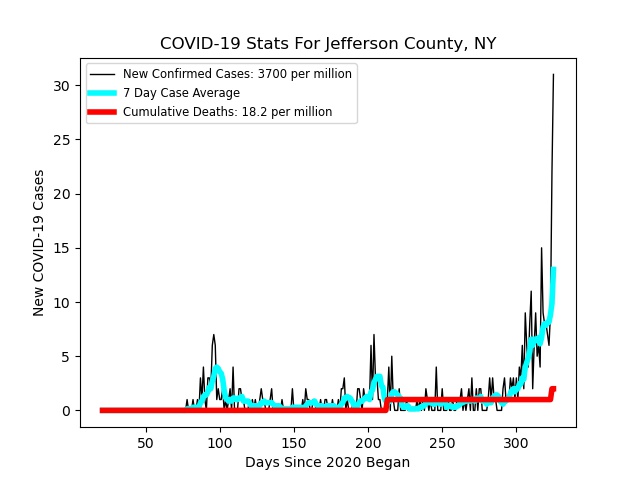 COVID-19 Stats For Jefferson County, NY
New Confirmed Cases: 3700 per million
7 Day Case Average
Cumulative Deaths: 18.2 per million
30
25
20
15
10
5
0
New COVID-19 Cases
50 100 150 200 250 300
Days Since 2020 Began